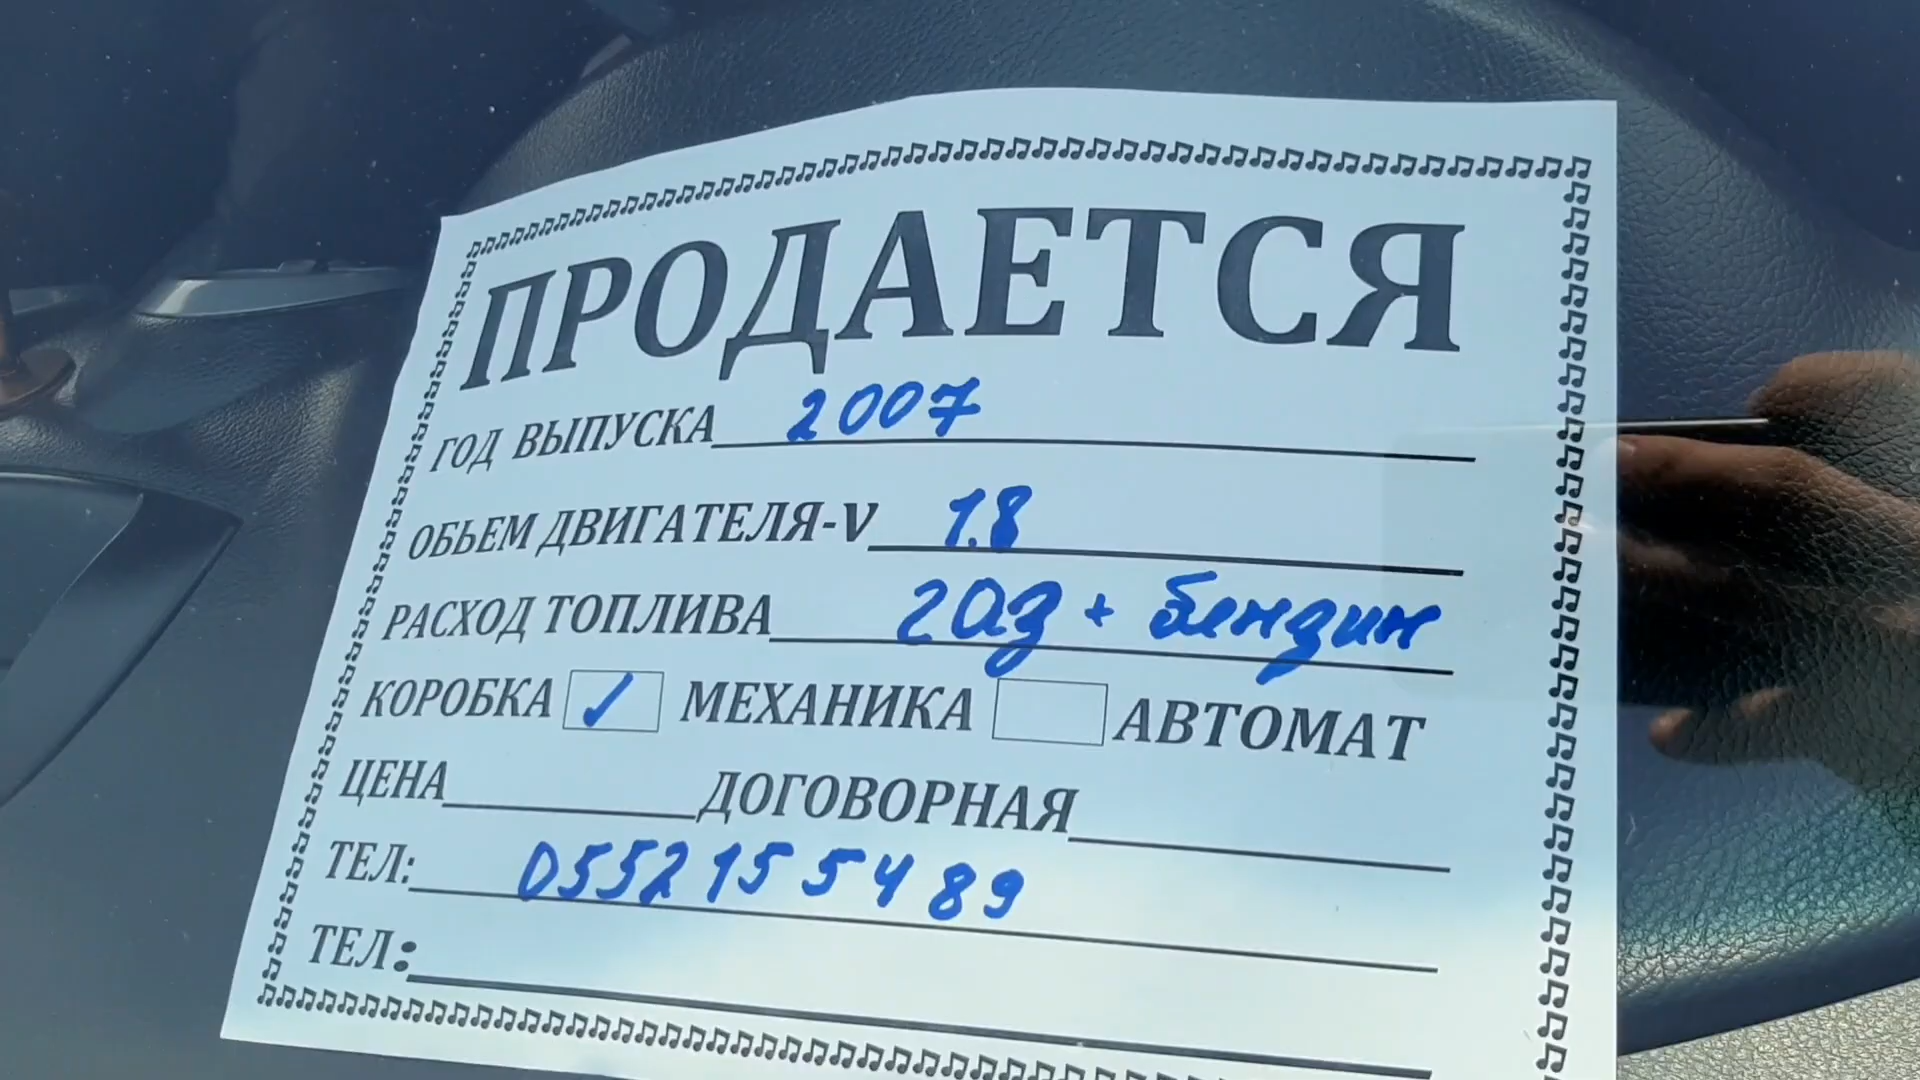 ПРОДАЕТСЯ
ГОД ВЫПУСКА 2007
ОБЬЕМ ДВИГАТЕЛЯ-V 1.8
РАСХОД ТОПЛИВА газ + бензин
КОРОБКА ✓ МЕХАНИКА АВТОМАТ
ЦЕНА ДОГОВОРНАЯ
ТЕЛ: 0552155489
ТЕЛ: